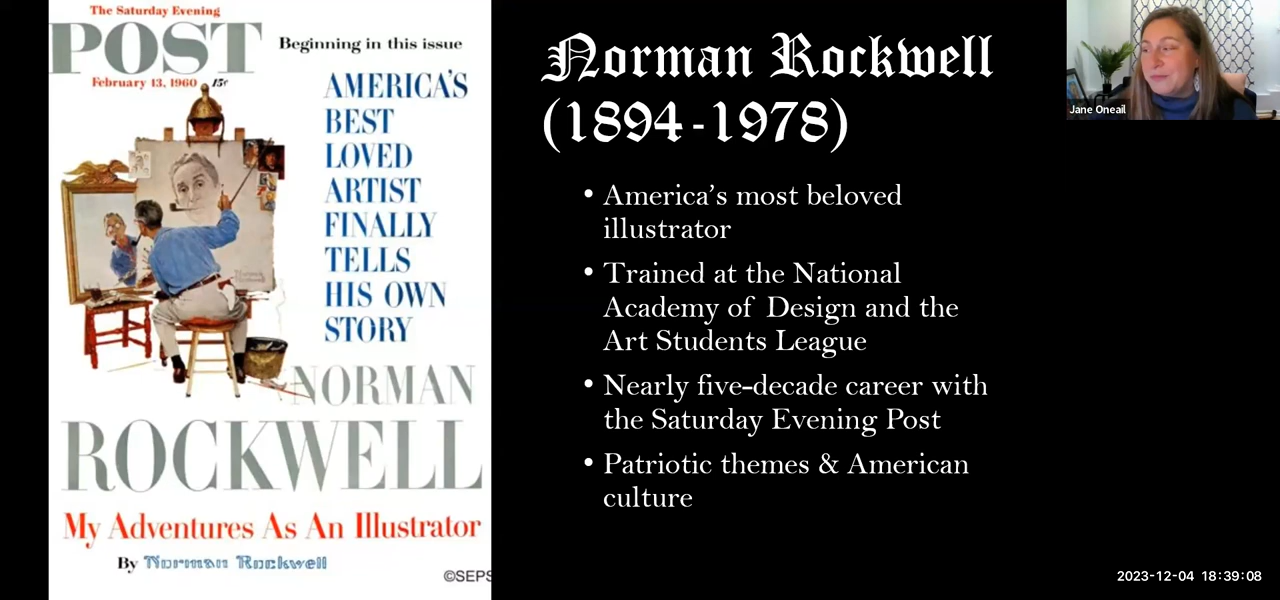 The Saturday Evening
POST
February 13, 1960 15¢
Beginning in this issue
AMERICA'S
BEST
LOVED
ARTIST
FINALLY
TELLS
HIS OWN
STORY
NORMAN
ROCKWELL
My Adventures As An Illustrator
By Norman Rockwell
©SEPS
Norman Rockwell
(1894-1978)
• America's most beloved
illustrator
• Trained at the National
Academy of Design and the
Art Students League
• Nearly five-decade career with
the Saturday Evening Post
• Patriotic themes & American
culture
Jane Oneail
2023-12-04 18:39:08